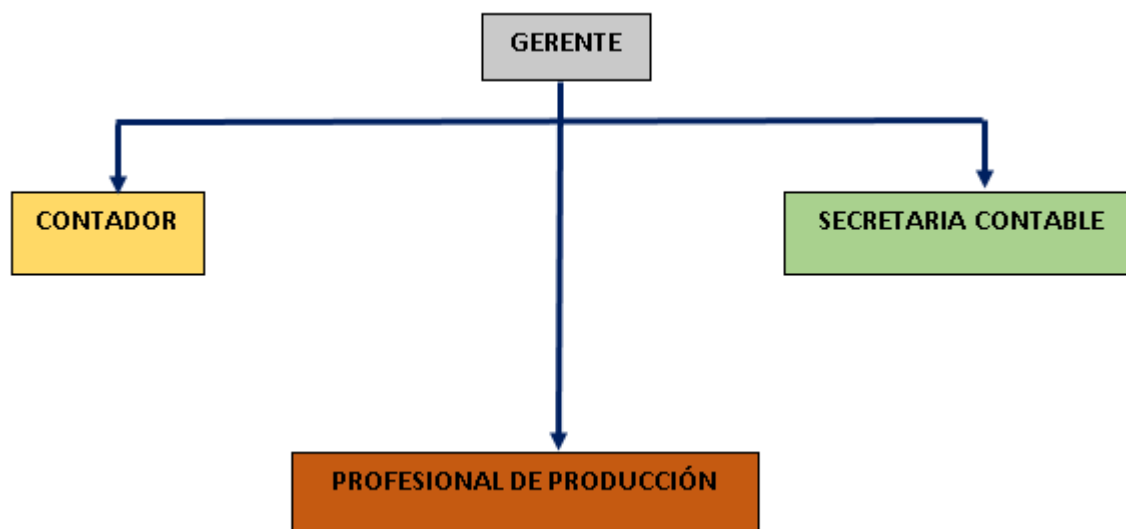 GERENTE
CONTADOR
SECRETARIA CONTABLE
PROFESIONAL DE PRODUCCIÓN